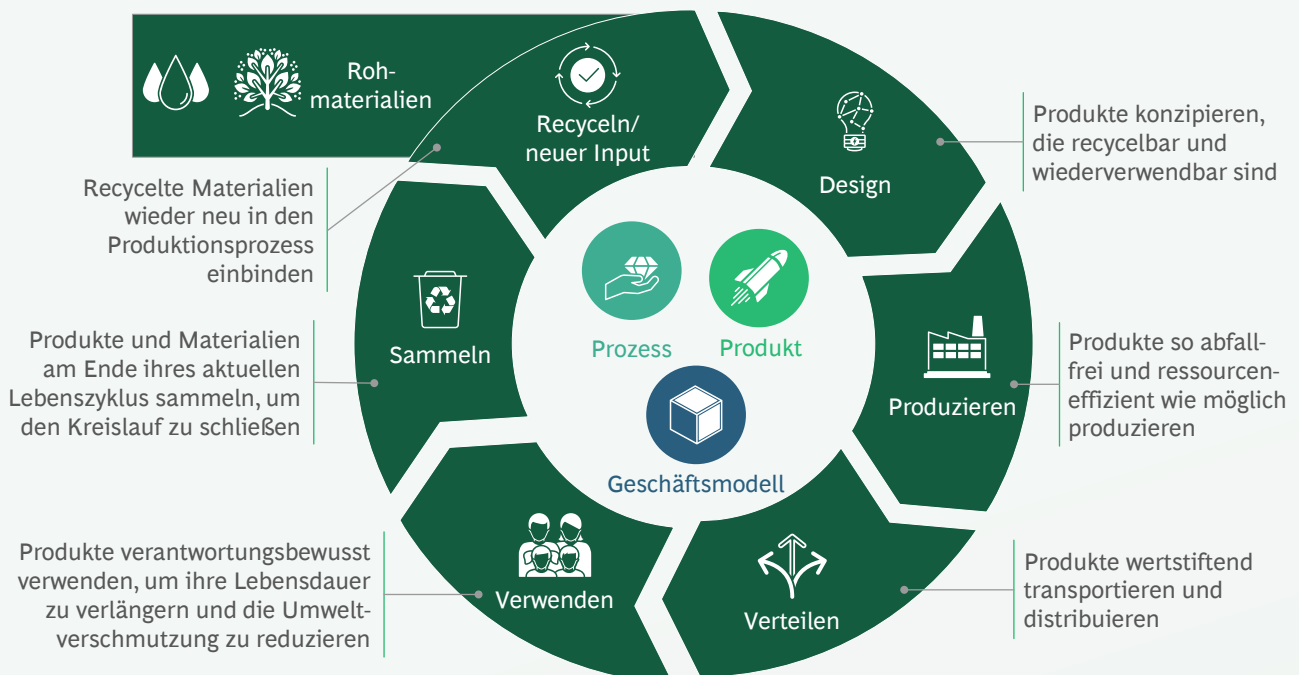 Roh-
materialien
Recyceln/
neuer Input
Design
Produkte konzipieren,
die recycelbar und
wiederverwendbar sind
Recycelte Materialien
wieder neu in den
Produktionsprozess
einbinden
Prozess
Produkt
Geschäftsmodell
Sammeln
Produkte und Materialien
am Ende ihres aktuellen
Lebenszyklus sammeln, um
den Kreislauf zu schließen
Produzieren
Produkte so abfall-
frei und ressourcen-
effizient wie möglich
produzieren
Verwenden
Produkte verantwortungsbewusst
verwenden, um ihre Lebensdauer
zu verlängern und die Umwelt-
verschmutzung zu reduzieren
Verteilen
Produkte wertstiftend
transportieren und
distribuieren